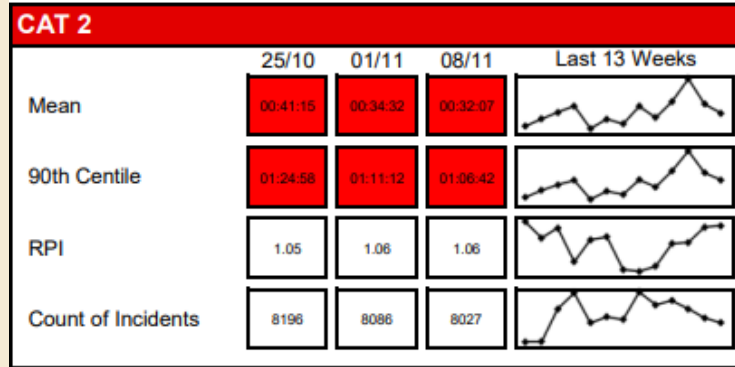 CAT 2
25/10 01/11 08/11 Last 13 Weeks
Mean 00:41:15 00:34:32 00:32:07
90th Centile 01:24:58 01:11:12 01:06:42
RPI 1.05 1.06 1.06
Count of Incidents 8196 8086 8027